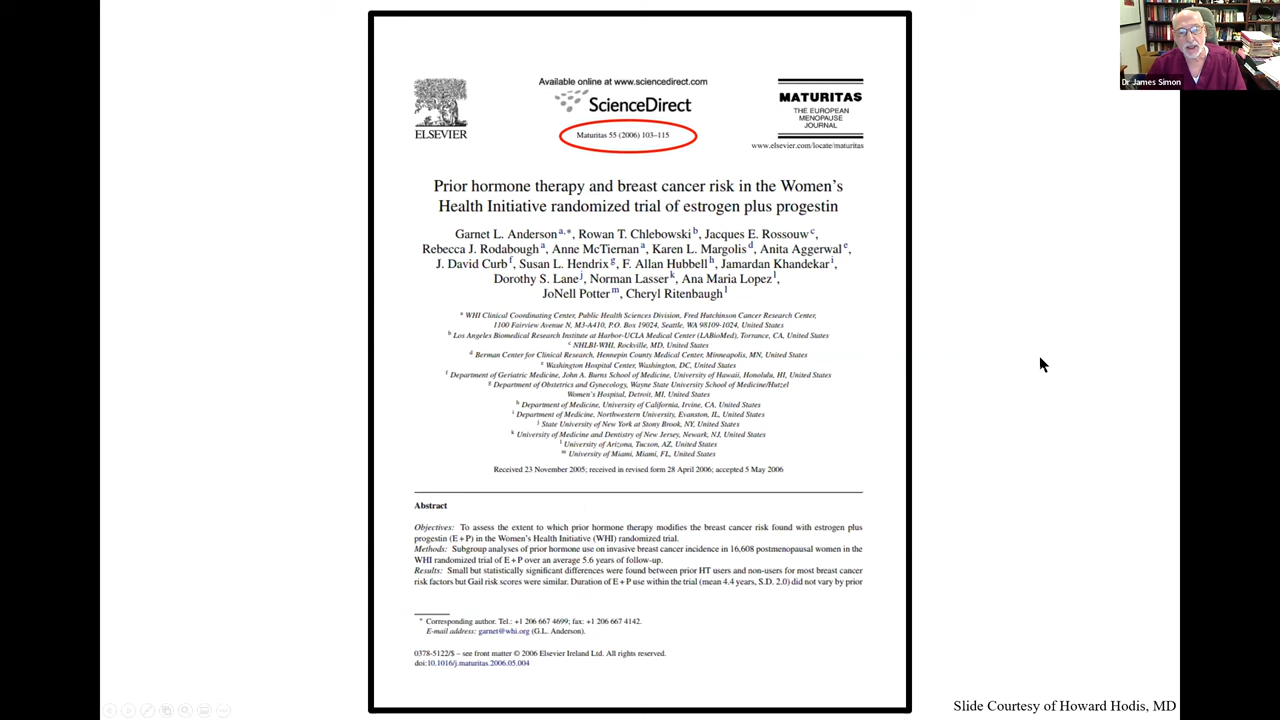 Available online at www.sciencedirect.com
ScienceDirect
ELSEVIER
Maturitas 55 (2006) 103–115
MATURITAS
THE EUROPEAN
MENOPAUSE
JOURNAL
www.elsevier.com/locate/maturitas
Prior hormone therapy and breast cancer risk in the Women's
Health Initiative randomized trial of estrogen plus progestin
Garnet L. Anderson a,*, Rowan T. Chlebowski b, Jacques E. Rossouw c,
Rebecca J. Rodabough a, Anne McTiernan a, Karen L. Margolis d, Anita Aggerwal e,
J. David Curb f, Susan L. Hendrix g, F. Allan Hubbell h, Jamardan Khandekar i,
Dorothy S. Lane j, Norman Lasser k, Ana Maria Lopez l,
JoNell Potter m, Cheryl Ritenbaugh l
a WHI Clinical Coordinating Center, Public Health Sciences Division, Fred Hutchinson Cancer Research Center,
1100 Fairview Avenue N, M3-A410, P.O. Box 19024, Seattle, WA 98109-1024, United States
b Los Angeles Biomedical Research Institute at Harbor-UCLA Medical Center (LABioMed), Torrance, CA, United States
c NHLBI-WHI, Rockville, MD, United States
d Berman Center for Clinical Research, Hennepin County Medical Center, Minneapolis, MN, United States
e Washington Hospital Center, Washington, DC, United States
f Department of Geriatric Medicine, John A. Burns School of Medicine, University of Hawaii, Honolulu, HI, United States
g Department of Obstetrics and Gynecology, Wayne State University School of Medicine/Hutzel
Women's Hospital, Detroit, MI, United States
h Department of Medicine, University of California, Irvine, CA, United States
i Department of Medicine, Northwestern University, Evanston, IL, United States
j State University of New York at Stony Brook, NY, United States
k University of Medicine and Dentistry of New Jersey, Newark, NJ, United States
l University of Arizona, Tucson, AZ, United States
m University of Miami, Miami, FL, United States
Received 23 November 2005; received in revised form 28 April 2006; accepted 5 May 2006
Abstract
Objectives: To assess the extent to which prior hormone therapy modifies the breast cancer risk found with estrogen plus
progestin (E + P) in the Women's Health Initiative (WHI) randomized trial.
Methods: Subgroup analyses of prior hormone use on invasive breast cancer incidence in 16,608 postmenopausal women in the
WHI randomized trial of E + P over an average 5.6 years of follow-up.
Results: Small but statistically significant differences were found between prior HT users and non-users for most breast cancer
risk factors but Gail risk scores were similar. Duration of E + P use within the trial (mean 4.4 years, S.D. 2.0) did not vary by prior
* Corresponding author. Tel.: +1 206 667 4699; fax: +1 206 667 4142.
E-mail address: garnet@whi.org (G.L. Anderson).
0378-5122/$ – see front matter © 2006 Elsevier Ireland Ltd. All rights reserved.
doi:10.1016/j.maturitas.2006.05.004
Dr James Simon
Slide Courtesy of Howard Hodis, MD